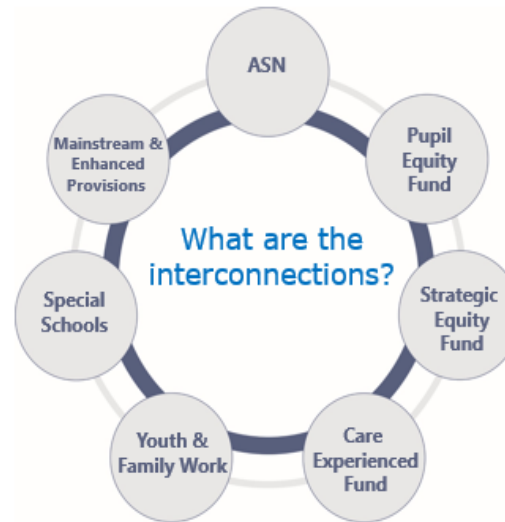 ASN
Pupil
Equity
Fund
Strategic
Equity
Fund
Care
Experienced
Fund
Youth &
Family Work
Special
Schools
Mainstream &
Enhanced
Provisions
What are the
interconnections?